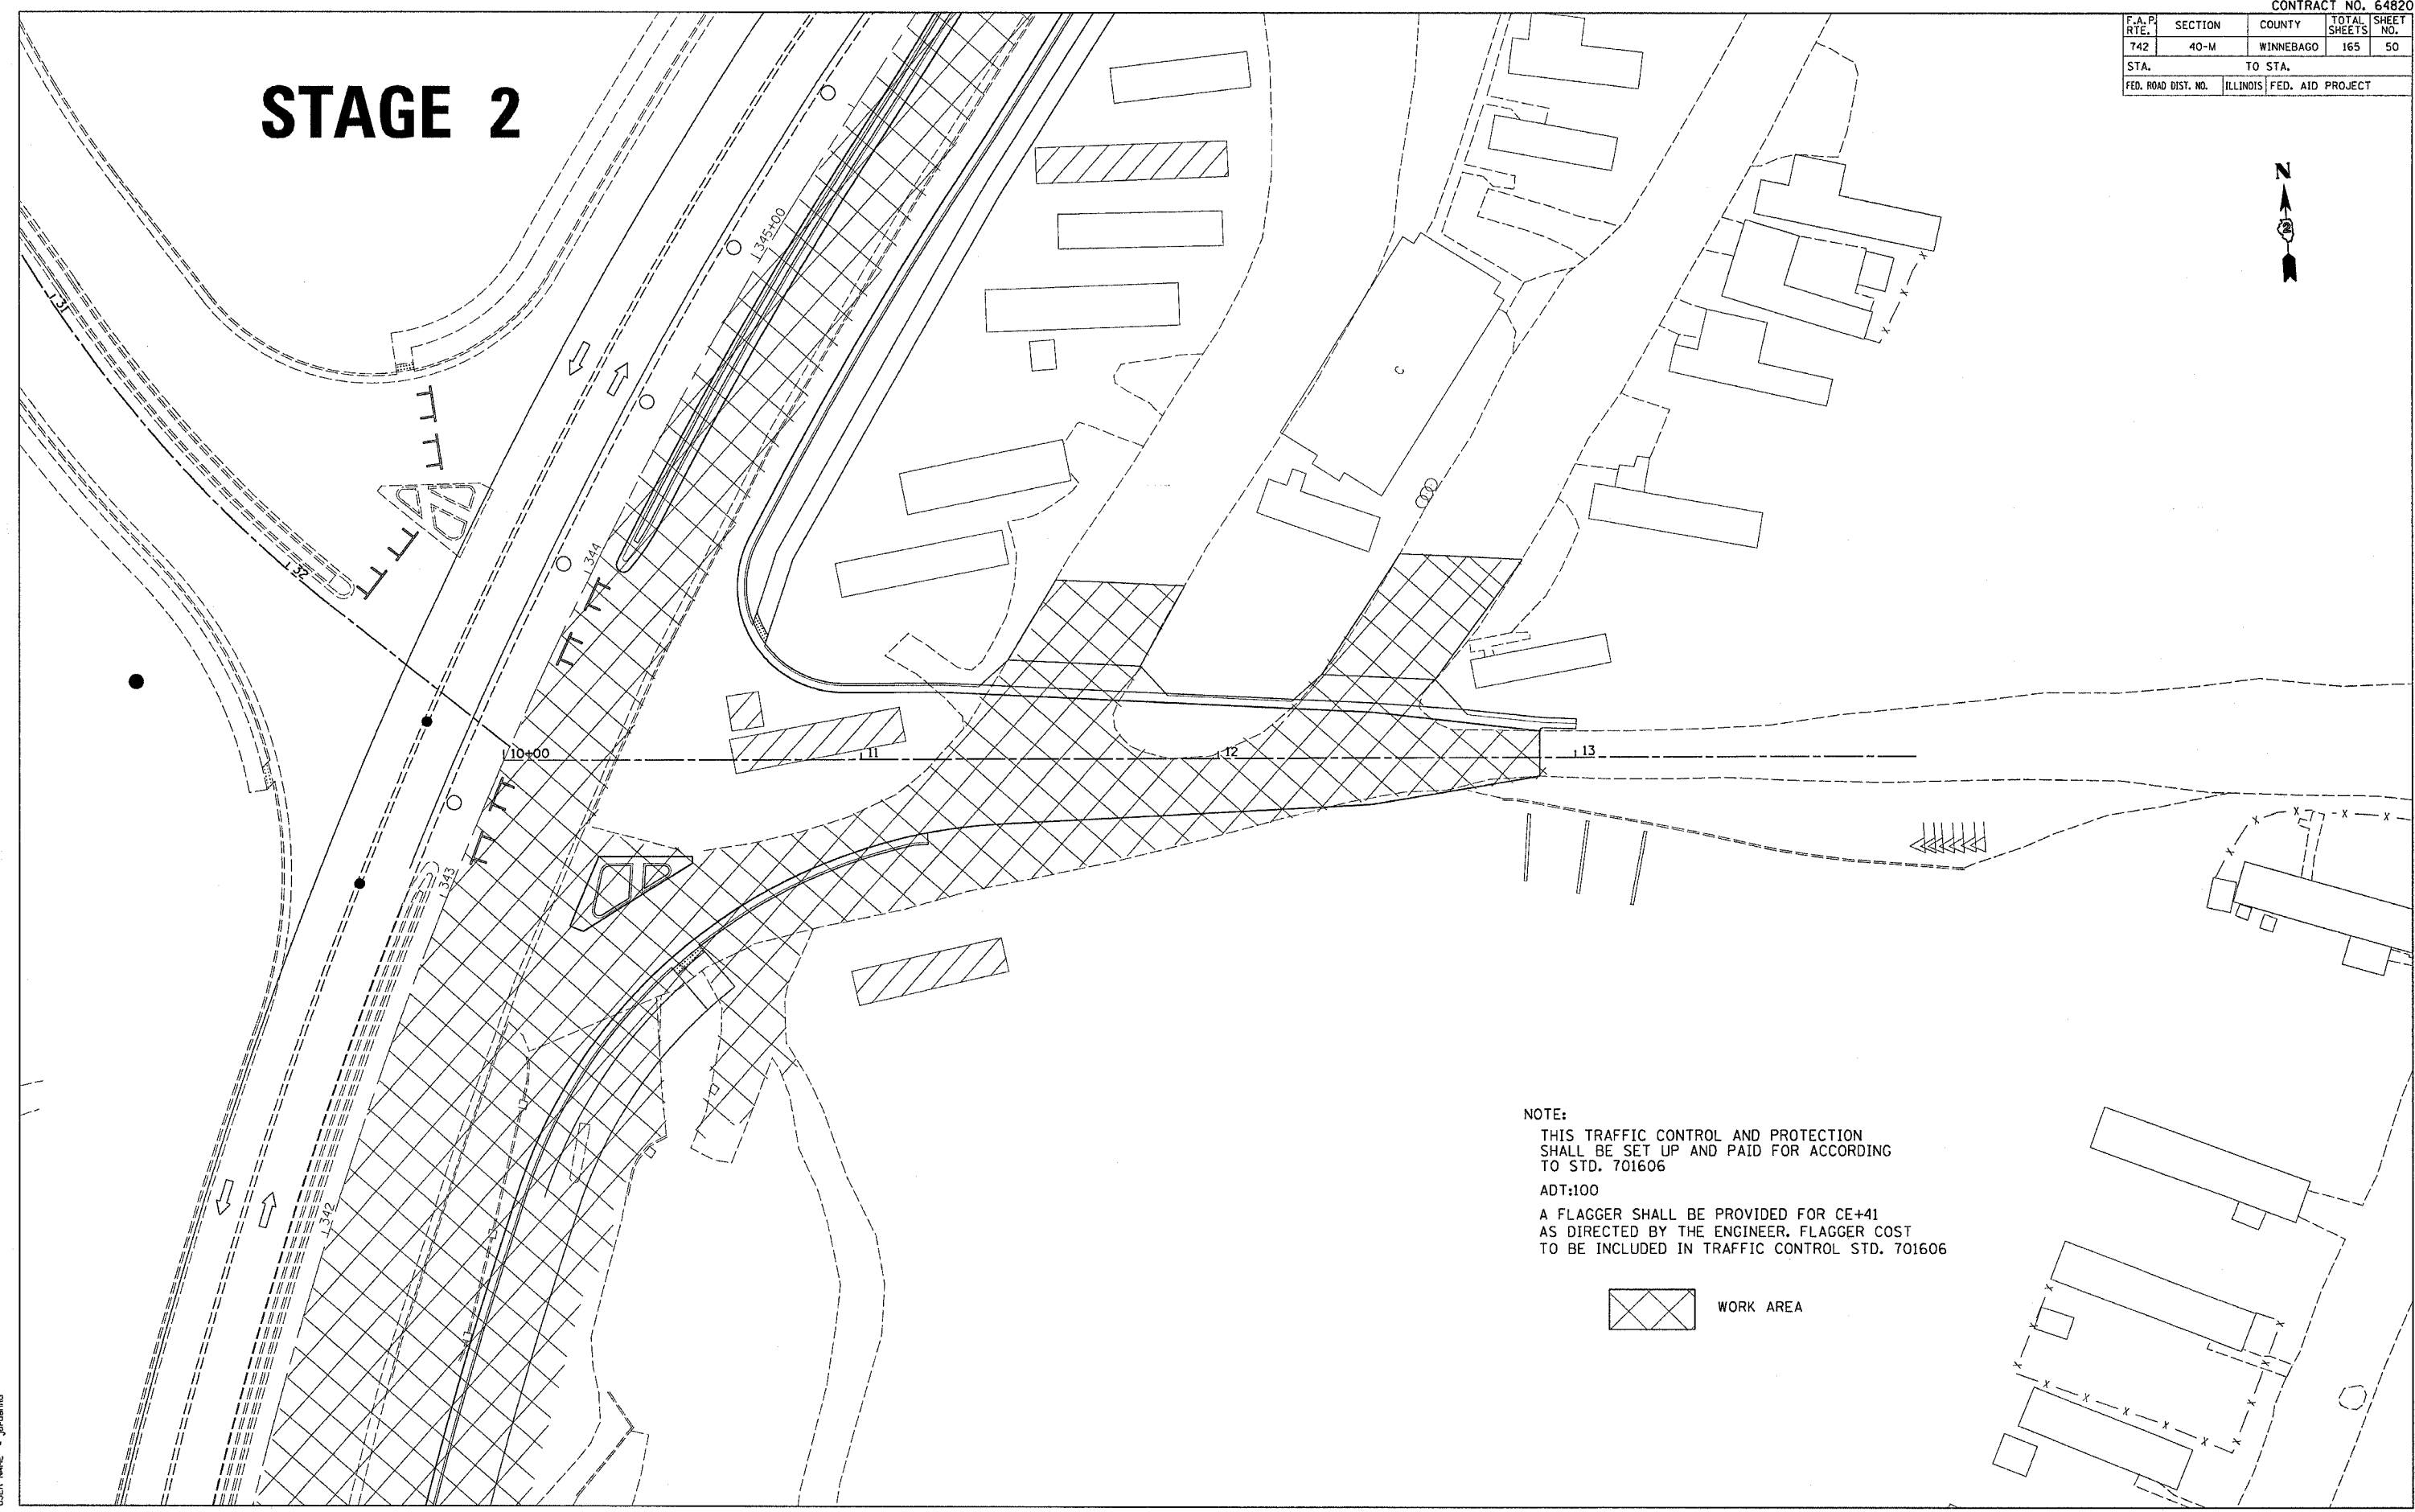 CONTRACT NO. 64820
F.A.P. RTE. SECTION COUNTY TOTAL SHEETS SHEET NO.
742 40-M WINNEBAGO 165 50
STA. TO STA.
FED. ROAD DIST. NO. ILLINOIS FED. AID PROJECT
STAGE 2
N
2
345+00
31
C
344
32
10+00
11
12
13
343
342
NOTE:
THIS TRAFFIC CONTROL AND PROTECTION
SHALL BE SET UP AND PAID FOR ACCORDING
TO STD. 701606
ADT:100
A FLAGGER SHALL BE PROVIDED FOR CE+41
AS DIRECTED BY THE ENGINEER. FLAGGER COST
TO BE INCLUDED IN TRAFFIC CONTROL STD. 701606
WORK AREA